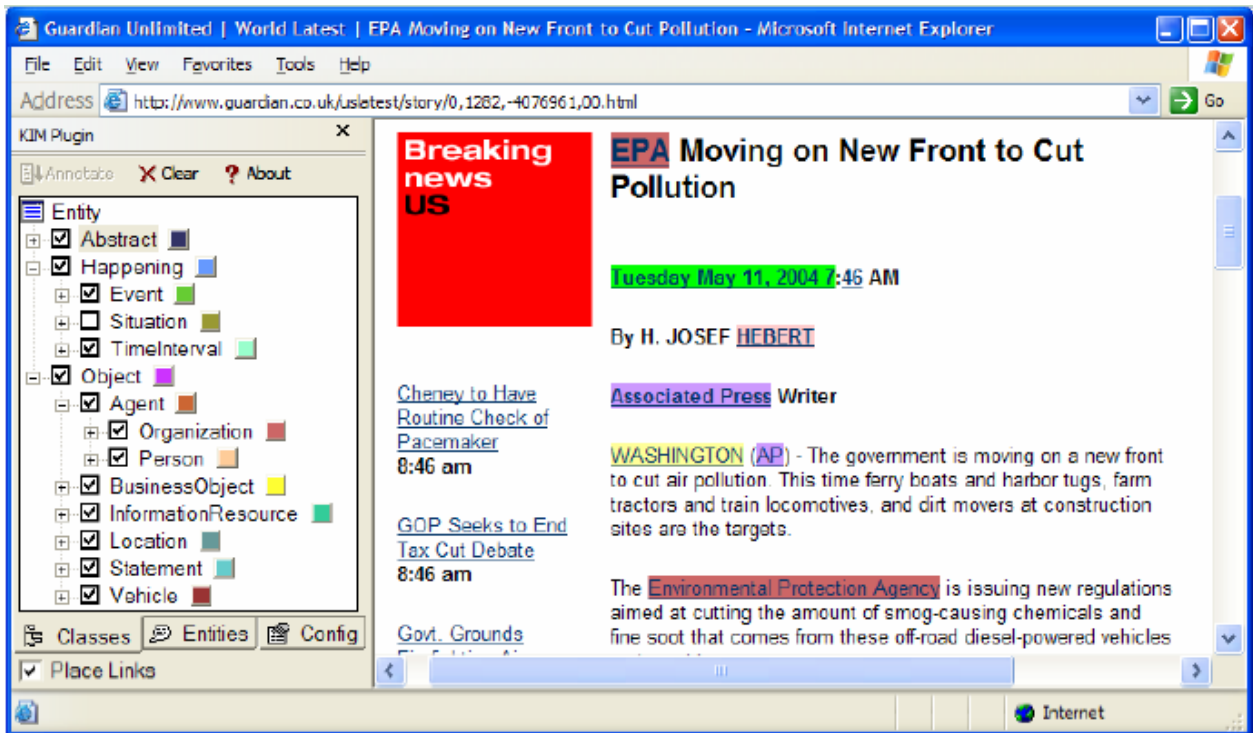 Guardian Unlimited | World Latest | EPA Moving on New Front to Cut Pollution - Microsoft Internet Explorer
File Edit View Favorites Tools Help
Address http://www.guardian.co.uk/uslatest/story/0,1282,-4076961,00.html Go
KIM Plugin x
Annotate Clear ? About
Entity
Abstract
Happening
Event
Situation
TimeInterval
Object
Agent
Organization
Person
BusinessObject
InformationResource
Location
Statement
Vehicle
Classes Entities Config
Place Links
Breaking
news
US
Cheney to Have
Routine Check of
Pacemaker
8:46 am
GOP Seeks to End
Tax Cut Debate
8:46 am
Govt. Grounds
EPA Moving on New Front to Cut
Pollution
Tuesday May 11, 2004 7:46 AM
By H. JOSEF HEBERT
Associated Press Writer
WASHINGTON (AP) - The government is moving on a new front
to cut air pollution. This time ferry boats and harbor tugs, farm
tractors and train locomotives, and dirt movers at construction
sites are the targets.
The Environmental Protection Agency is issuing new regulations
aimed at cutting the amount of smog-causing chemicals and
fine soot that comes from these off-road diesel-powered vehicles
Internet